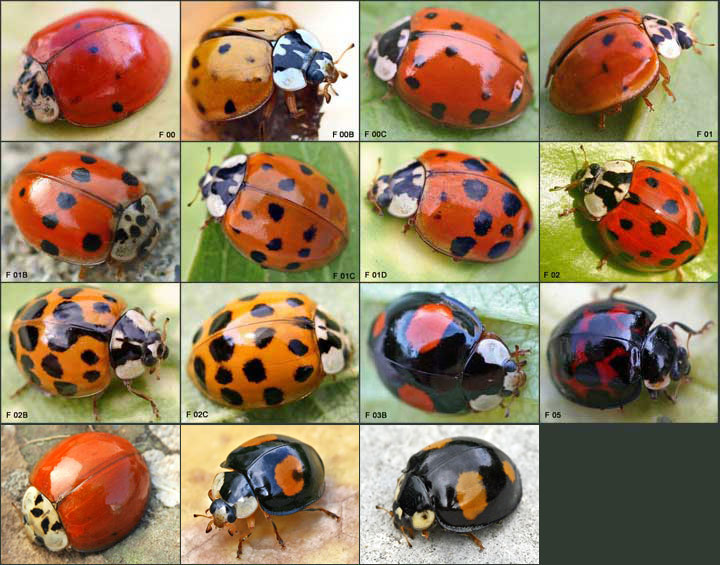 F 00
F 00B
F 00C
F 01
F 01B
F 01C
F 01D
F 02
F 02B
F 02C
F 03B
F 05